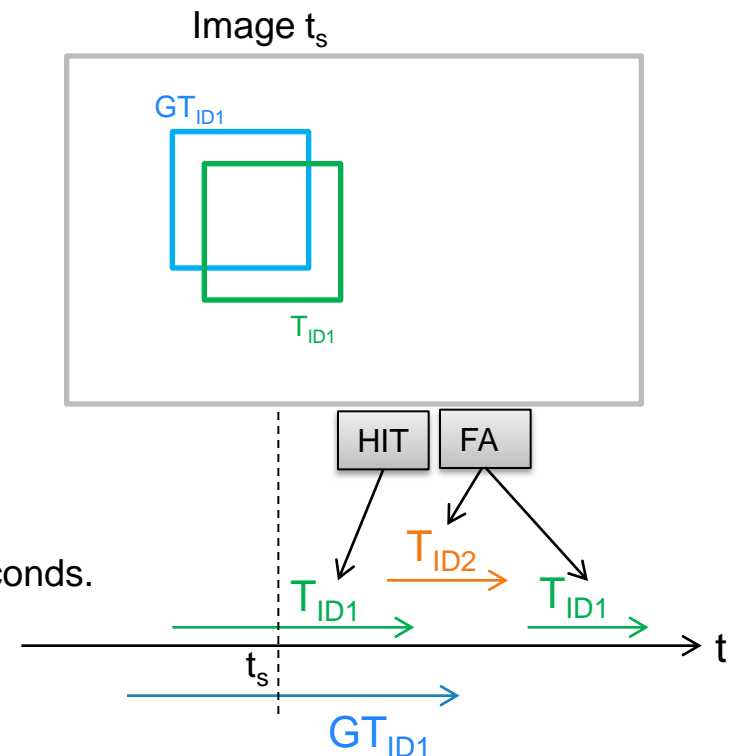 Image ts
GTID1
TID1
HIT FA
TID2
conds.
TID1 TID1
t
ts
GTID1